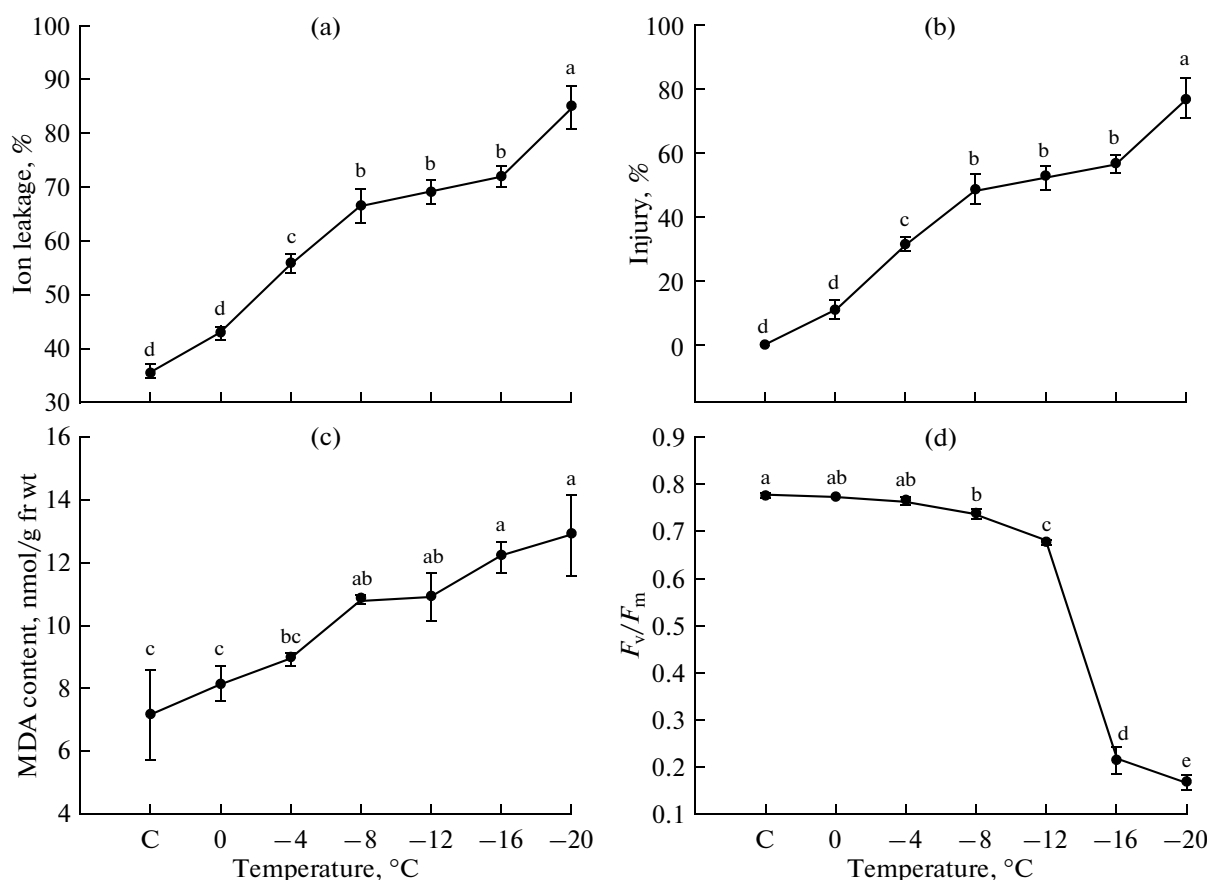 (a)
Ion leakage, %
100
90
80
70
60
50
40
30
d
d
c
b
b
b
a
(b)
Injury, %
80
60
40
20
0
d
d
c
b
b
b
a
(c)
MDA content, nmol/g fr wt
16
14
12
10
8
6
4
c
c
bc
ab
ab
a
a
C 0 −4 −8 −12 −16 −20
Temperature, °C
(d)
Fv/Fm
0.9
0.8
0.7
0.6
0.5
0.4
0.3
0.2
0.1
a
ab
ab
b
c
d
e
C 0 −4 −8 −12 −16 −20
Temperature, °C